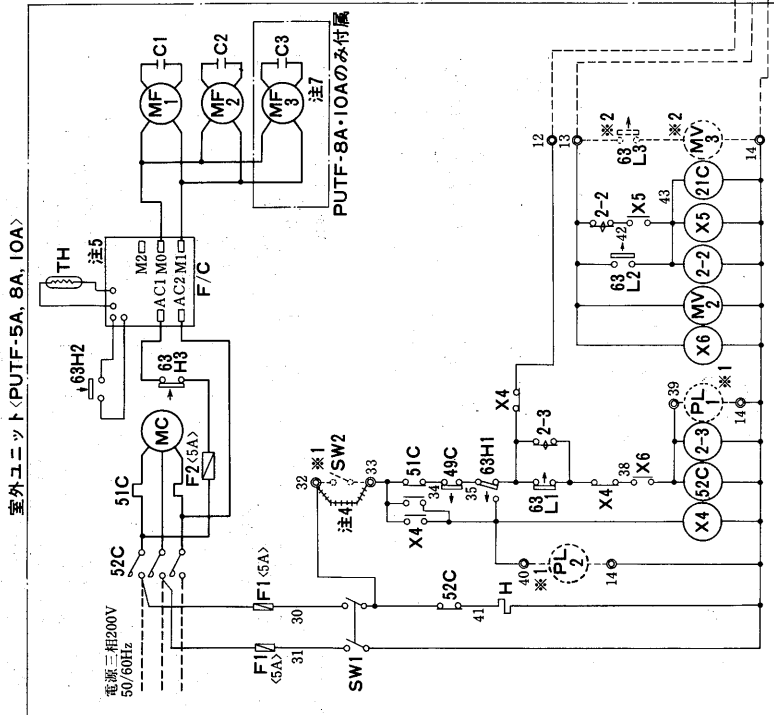 室外ユニット〈PUTF-5A, 8A, 10A〉
電源三相200V
50/60Hz
52C
51C
MC
F2〈5A〉
63H2
63
H3
TH
注5
M2
AC1 M0
AC2 M1
F/C
MF
1
C1
MF
2
C2
MF
3
C3
注7
PUTF-8A・10Aのみ付属
F1〈5A〉
30
F1
〈5A〉
31
SW1
32
※1
SW2
33
注4
51C
34
49C
35
63H1
X4
X4
2-3
63
L1
X4
38
X6
39
PL
1
※1
14
2-3
52C
X4
40
※1
PL
2
14
52C
41
H
12
13
※2
63
L3
※2
MV
3
14
2-2
X5
43
21C
42
63
L2
X5
2-2
MV
2
X6